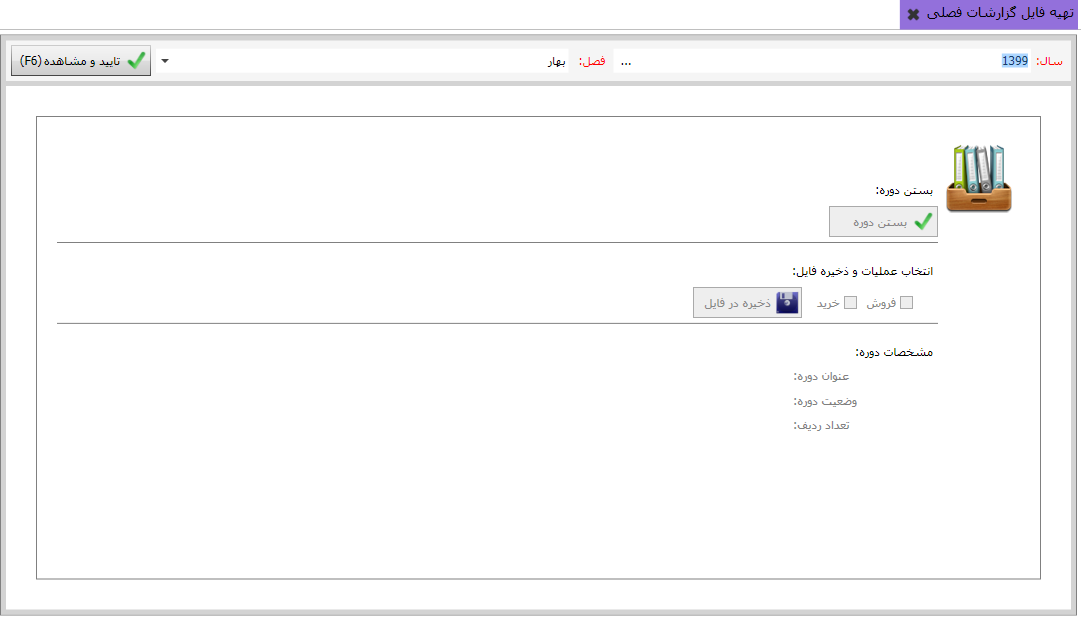 تهیه فایل گزارشات فصلی
سال: 1399 ... فصل: بهار تایید و مشاهده (F6)
بستن دوره:
بستن دوره
انتخاب عملیات و ذخیره فایل:
فروش خرید ذخیره در فایل
مشخصات دوره:
عنوان دوره:
وضعیت دوره:
تعداد ردیف: